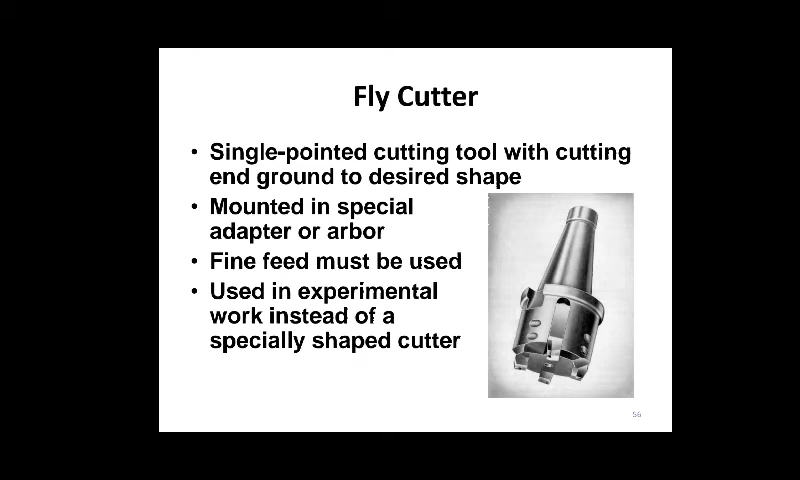 Fly Cutter
• Single-pointed cutting tool with cutting
end ground to desired shape
• Mounted in special
adapter or arbor
• Fine feed must be used
• Used in experimental
work instead of a
specially shaped cutter
56